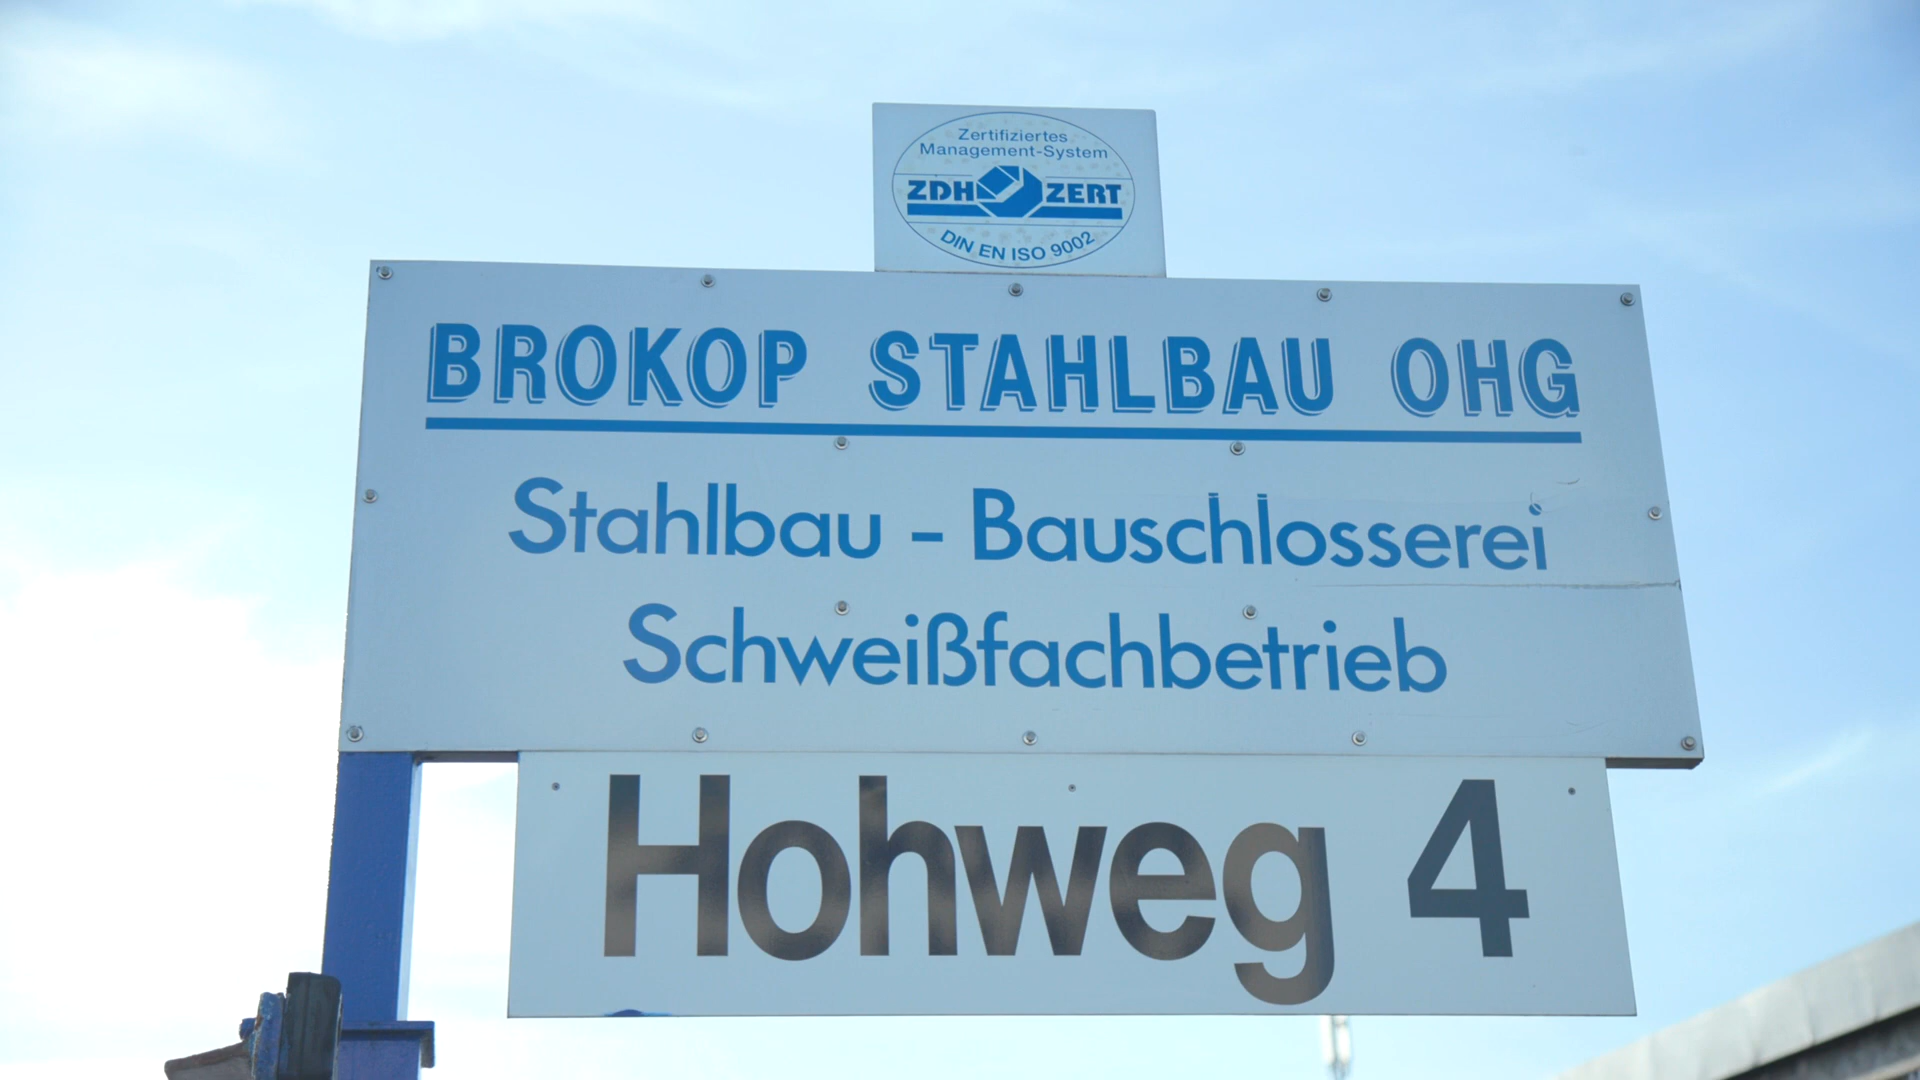 Zertifiziertes
Management-System
ZDH ZERT
DIN EN ISO 9002
BROKOP STAHLBAU OHG
Stahlbau - Bauschlosserei
Schweißfachbetrieb
Hohweg 4